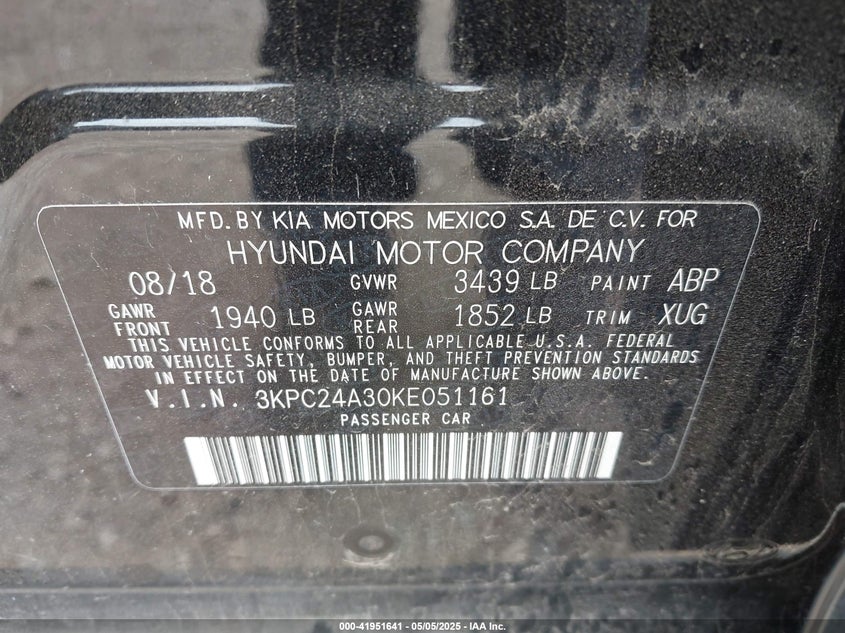 MFD. BY KIA MOTORS MEXICO S.A. DE C.V. FOR
HYUNDAI MOTOR COMPANY
08/18 GVWR 3439 LB PAINT ABP
GAWR FRONT 1940 LB GAWR REAR 1852 LB TRIM XUG
THIS VEHICLE CONFORMS TO ALL APPLICABLE U.S.A. FEDERAL
MOTOR VEHICLE SAFETY, BUMPER, AND THEFT PREVENTION STANDARDS
IN EFFECT ON THE DATE OF MANUFACTURE SHOWN ABOVE.
V.I.N. 3KPC24A30KE051161
PASSENGER CAR
000-41951641 - 05/05/2025 - IAA Inc.